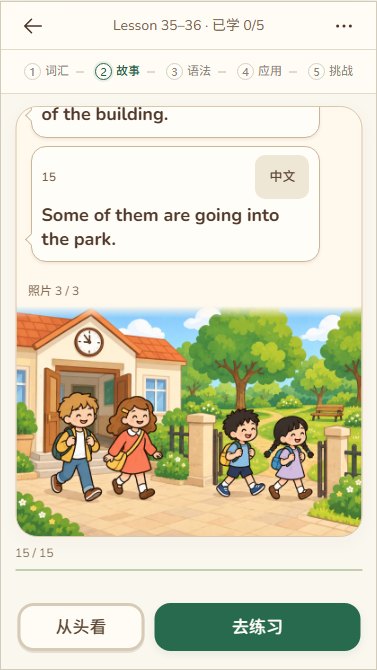 Lesson 35–36 · 已学 0/5
1 词汇 — 2 故事 — 3 语法 — 4 应用 — 5 挑战
of the building.
15
中文
Some of them are going into
the park.
照片 3 / 3
15 / 15
从头看
去练习